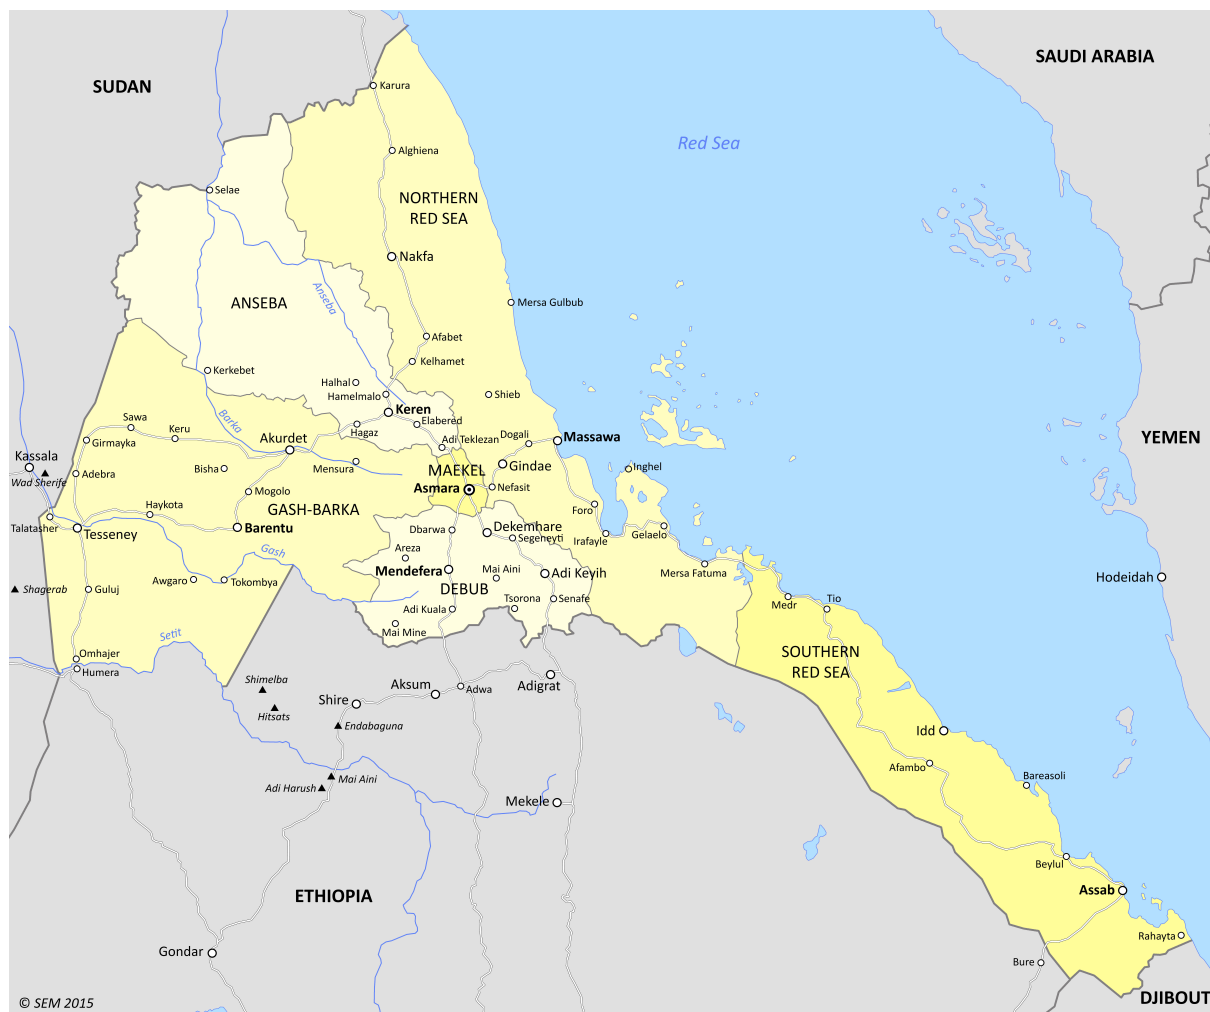 SAUDI ARABIA
SUDAN
Karura
Red Sea
Alghiena
Selae
NORTHERN
RED SEA
Nakfa
ANSEBA
Anseba
Mersa Gulbub
Afabet
Kelhamet
Kerkebet
Halhal
Hamelmalo
Shieb
Keren
Barka
Sawa
Keru
Elabered
Hagaz
Girmayka
Akurdet
Adi Teklezan
Dogali
Massawa
YEMEN
Kassala
Wad Sherife
Adebra
Bisha
Mensura
MAEKEL
Gindae
Inghel
Asmara
Nefasit
Mogolo
Haykota
GASH-BARKA
Foro
Talatasher
Tesseney
Barentu
Dbarwa
Dekemhare
Segeneyti
Irafayle
Gelaelo
Gash
Areza
Mendefera
Mai Aini
Adi Keyih
Mersa Fatuma
Hodeidah
Shagerab
Guluj
Awgaro
Tokombya
DEBUB
Tsorona
Senafe
Adi Kuala
Medr
Tio
Setit
Mai Mine
Omhajer
Humera
SOUTHERN
RED SEA
Shimelba
Hitsats
Shire
Aksum
Adwa
Adigrat
Endabaguna
Idd
Afambo
Mai Aini
Adi Harush
Bareasoli
Mekele
Beylul
Assab
ETHIOPIA
Rahayta
Gondar
Bure
© SEM 2015
DJIBOUT